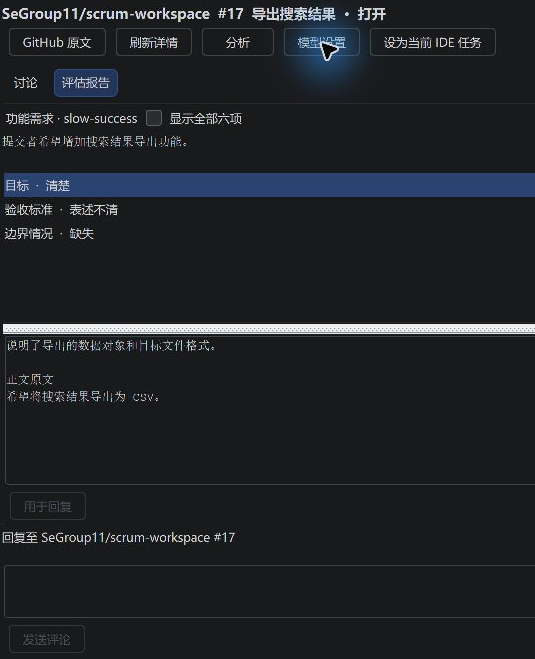 SeGroup11/scrum-workspace #17 导出搜索结果 • 打开
GitHub 原文 刷新详情 分析 模型设置 设为当前 IDE 任务
讨论 评估报告
功能需求 · slow-success 显示全部六项
提交者希望增加搜索结果导出功能。
目标 · 清楚
验收标准 · 表述不清
边界情况 · 缺失
说明了导出的数据对象和目标文件格式。
正文原文
希望将搜索结果导出为 CSV。
用于回复
回复至 SeGroup11/scrum-workspace #17
发送评论